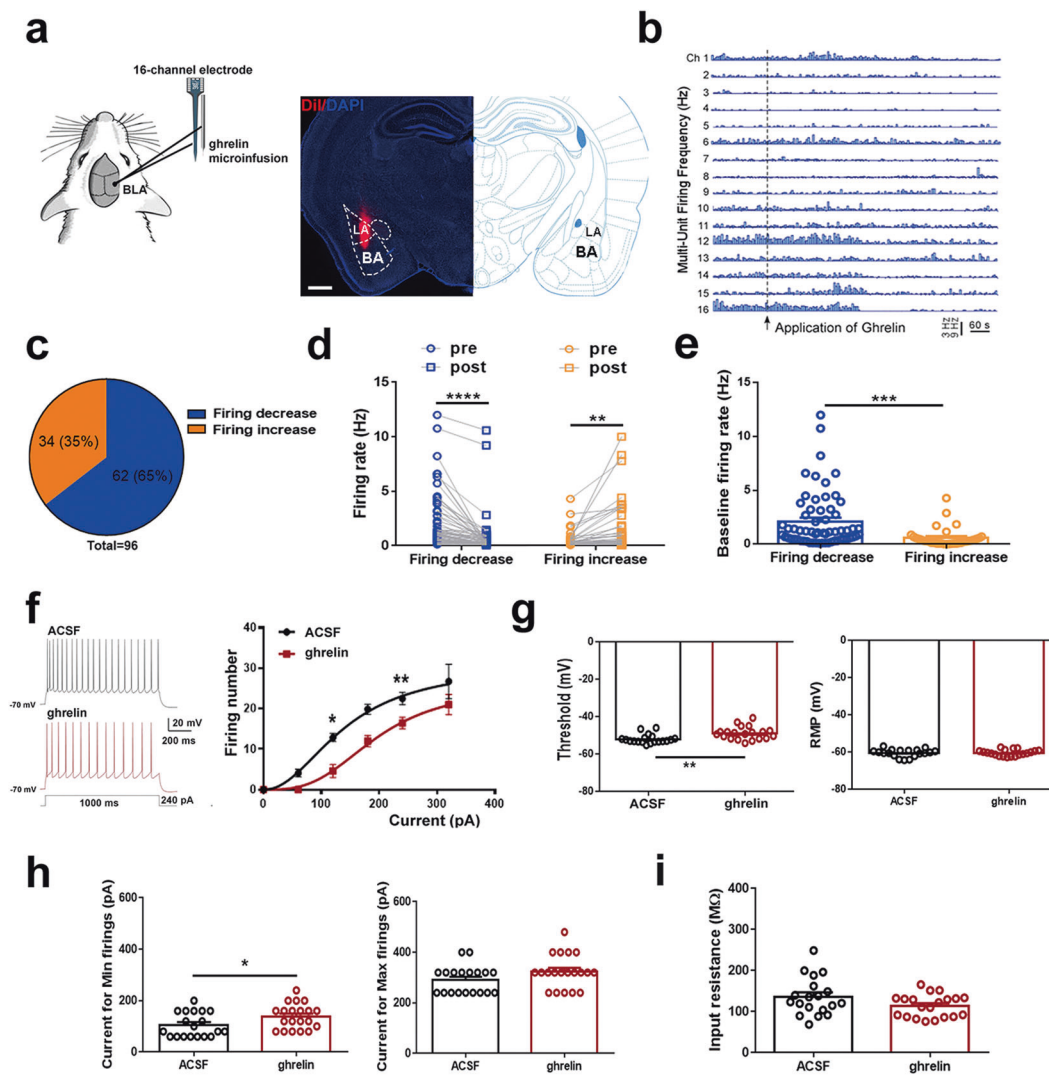 a
16-channel electrode
ghrelin
microinfusion
BLA
DiI/DAPI
LA
BA
LA
BA
b
Multi-Unit Firing Frequency (Hz)
Ch 1
2
3
4
5
6
7
8
9
10
11
12
13
14
15
16
Application of Ghrelin
3 HZ
9 HZ
60 s
c
34 (35%)
62 (65%)
Total=96
Firing decrease
Firing increase
d
pre
post
pre
post
Firing rate (Hz)
15
10
5
0
****
**
Firing decrease
Firing increase
e
Baseline firing rate (Hz)
15
10
5
0
***
Firing decrease
Firing increase
f
ACSF
-70 mV
ghrelin
20 mV
200 ms
-70 mV
1000 ms
240 pA
ACSF
ghrelin
Firing number
40
30
20
10
0
*
**
0
100
200
300
400
Current (pA)
g
Threshold (mV)
0
-20
-40
-60
-80
**
ACSF
ghrelin
RMP (mV)
0
-20
-40
-60
-80
ACSF
ghrelin
h
Current for Min firings (pA)
600
400
200
0
*
ACSF
ghrelin
Current for Max firings (pA)
600
400
200
0
ACSF
ghrelin
i
Input resistance (MΩ)
400
300
200
100
0
ACSF
ghrelin